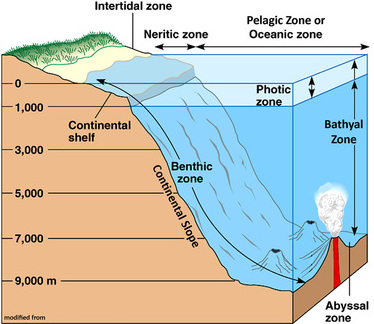 Intertidal zone
Neritic zone
Pelagic Zone or
Oceanic zone
0
1,000
3,000
5,000
7,000
9,000 m
Continental
shelf
Photic
zone
Bathyal
Zone
Benthic
zone
Continental Slope
Abyssal
zone
modified from